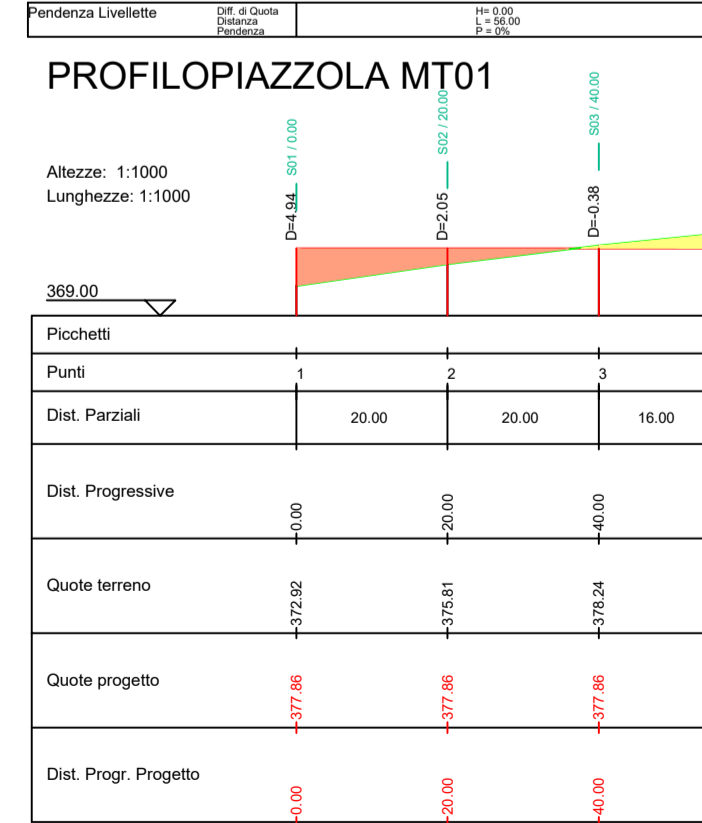 Pendenza Livellette
Diff. di Quota
Distanza
Pendenza
H= 0.00
L = 56.00
P = 0%
PROFILOPIAZZOLA MT01
S01 / 0.00
S02 / 20.00
S03 / 40.00
Altezze: 1:1000
Lunghezze: 1:1000
D=4.94
D=2.05
D=-0.38
369.00
Picchetti
Punti 1 2 3
Dist. Parziali 20.00 20.00 16.00
Dist. Progressive 0.00 20.00 40.00
Quote terreno 372.92 375.81 378.24
Quote progetto 377.86 377.86 377.86
Dist. Progr. Progetto 0.00 20.00 40.00